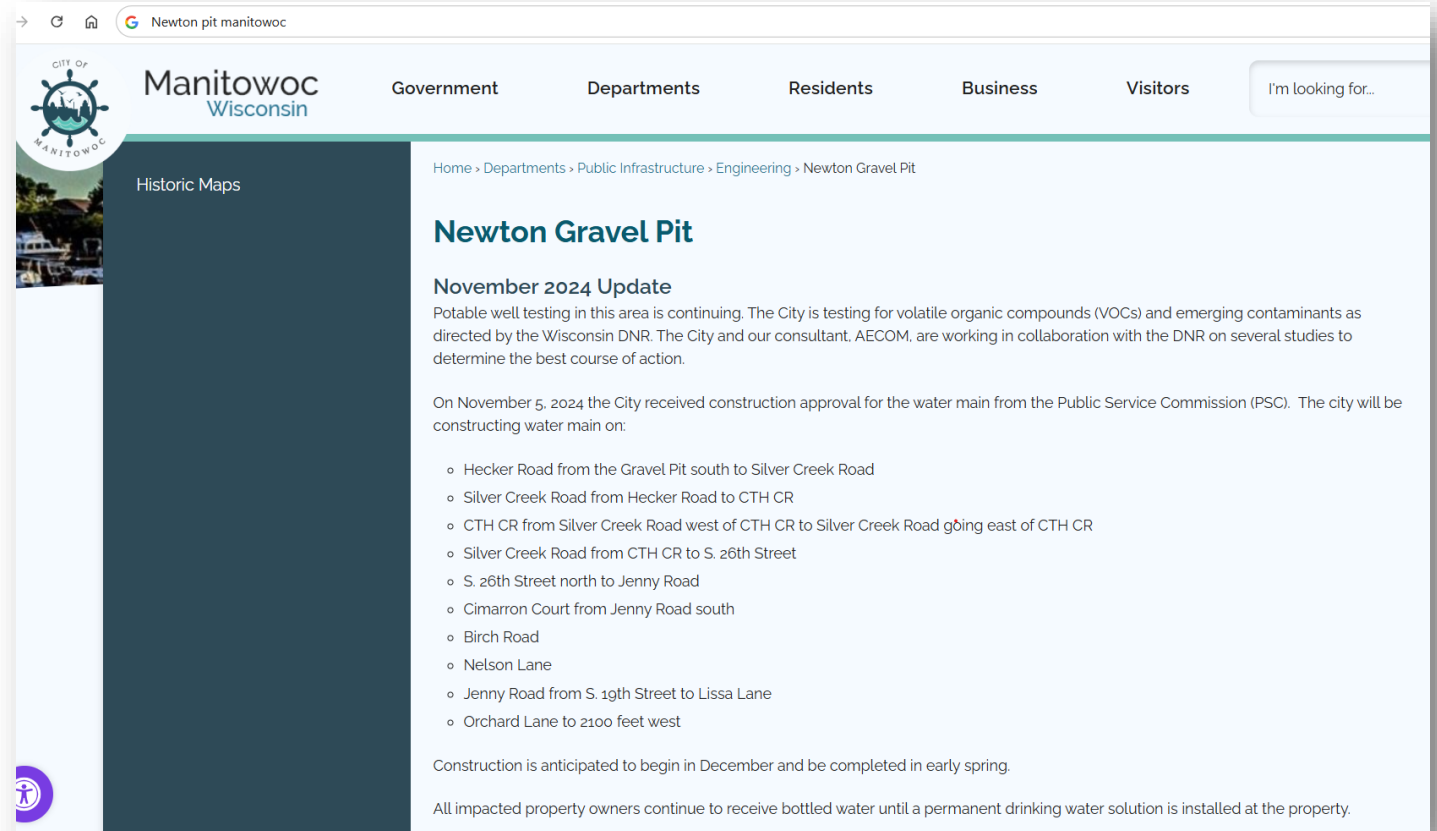 Newton pit manitowoc
CITY OF
MANITOWOC
Manitowoc
Wisconsin
Government
Departments
Residents
Business
Visitors
I'm looking for...
Historic Maps
Home › Departments › Public Infrastructure › Engineering › Newton Gravel Pit
Newton Gravel Pit
November 2024 Update
Potable well testing in this area is continuing. The City is testing for volatile organic compounds (VOCs) and emerging contaminants as
directed by the Wisconsin DNR. The City and our consultant, AECOM, are working in collaboration with the DNR on several studies to
determine the best course of action.
On November 5, 2024 the City received construction approval for the water main from the Public Service Commission (PSC).  The city will be
constructing water main on:
Hecker Road from the Gravel Pit south to Silver Creek Road
Silver Creek Road from Hecker Road to CTH CR
CTH CR from Silver Creek Road west of CTH CR to Silver Creek Road going east of CTH CR
Silver Creek Road from CTH CR to S. 26th Street
S. 26th Street north to Jenny Road
Cimarron Court from Jenny Road south
Birch Road
Nelson Lane
Jenny Road from S. 19th Street to Lissa Lane
Orchard Lane to 2100 feet west
Construction is anticipated to begin in December and be completed in early spring.
All impacted property owners continue to receive bottled water until a permanent drinking water solution is installed at the property.